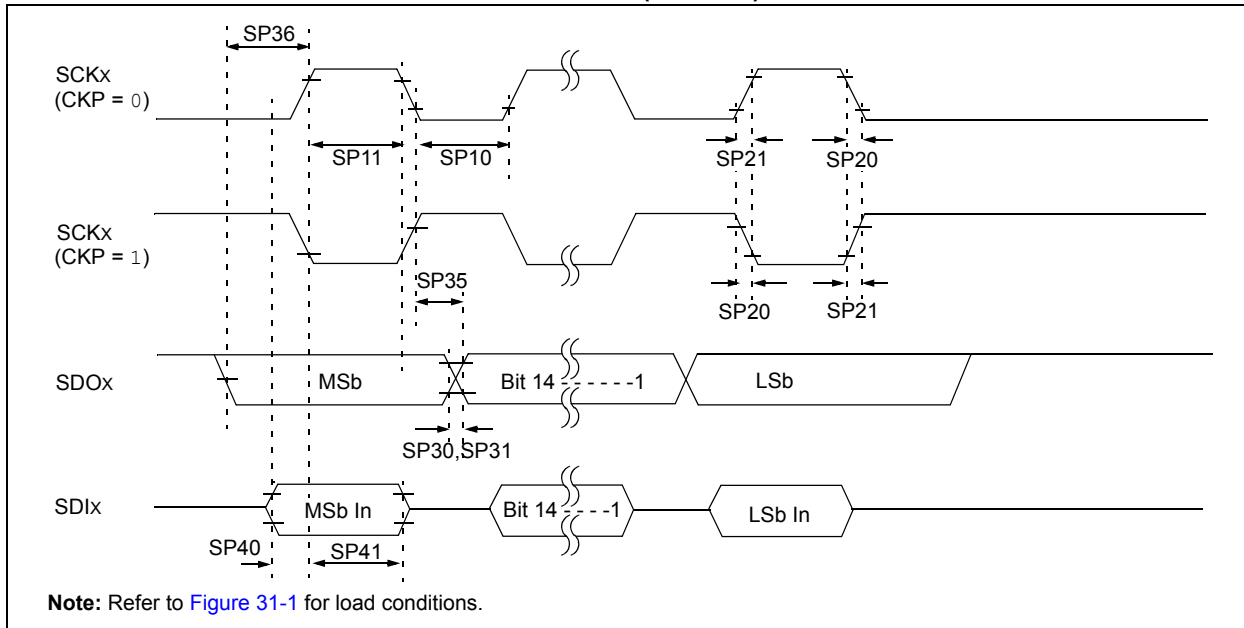 SP36
SCKx
(CKP = 0)
SP11
SP10
SP21
SP20
SCKx
(CKP = 1)
SP35
SP20
SP21
SDOx
MSb
Bit 14 - - - - - -1
LSb
SP30,SP31
SDIx
MSb In
Bit 14 - - - -1
LSb In
SP40
SP41
Note: Refer to Figure 31-1 for load conditions.